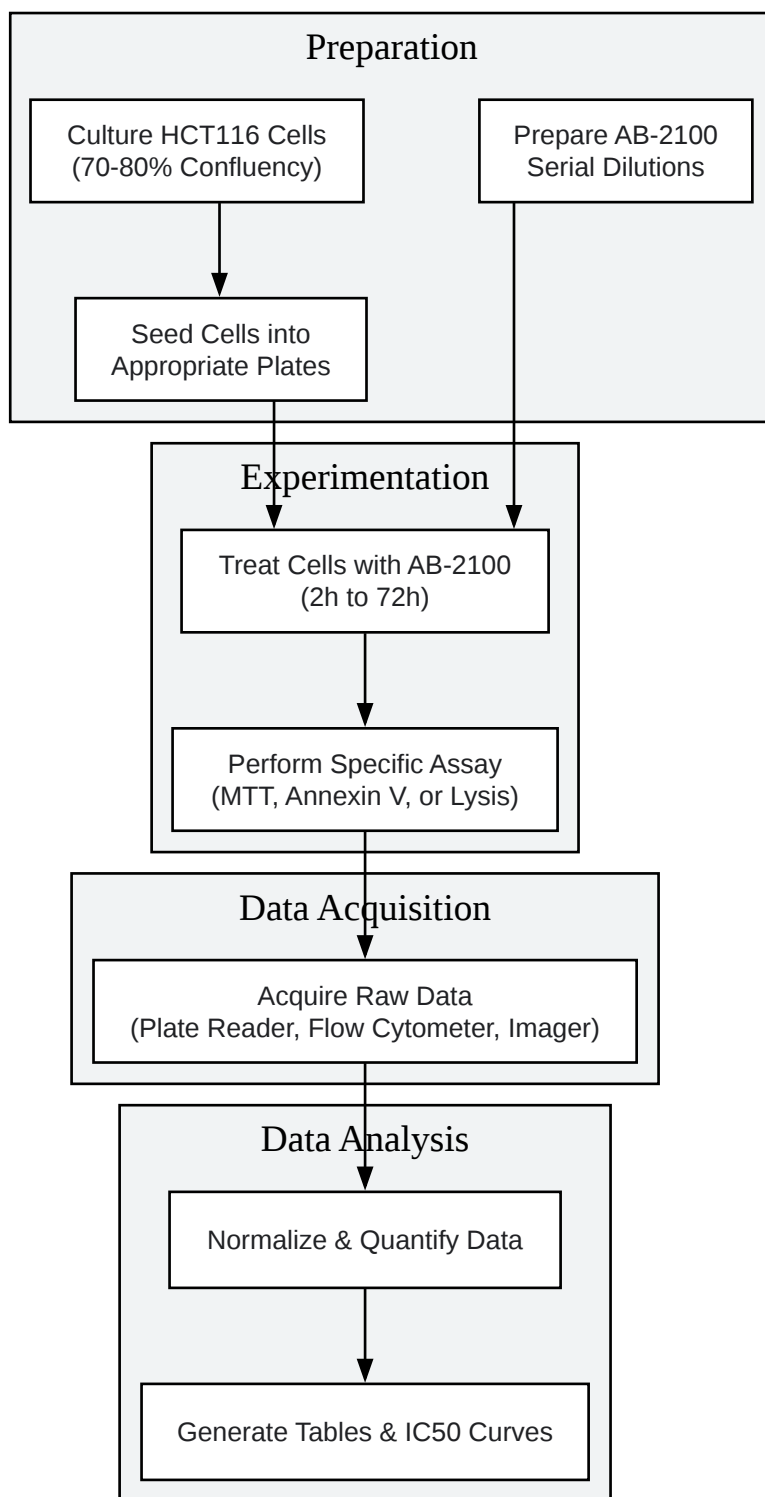 Preparation
Culture HCT116 Cells
(70-80% Confluency)
Prepare AB-2100
Serial Dilutions
Seed Cells into
Appropriate Plates
Experimentation
Treat Cells with AB-2100
(2h to 72h)
Perform Specific Assay
(MTT, Annexin V, or Lysis)
Data Acquisition
Acquire Raw Data
(Plate Reader, Flow Cytometer, Imager)
Data Analysis
Normalize & Quantify Data
Generate Tables & IC50 Curves